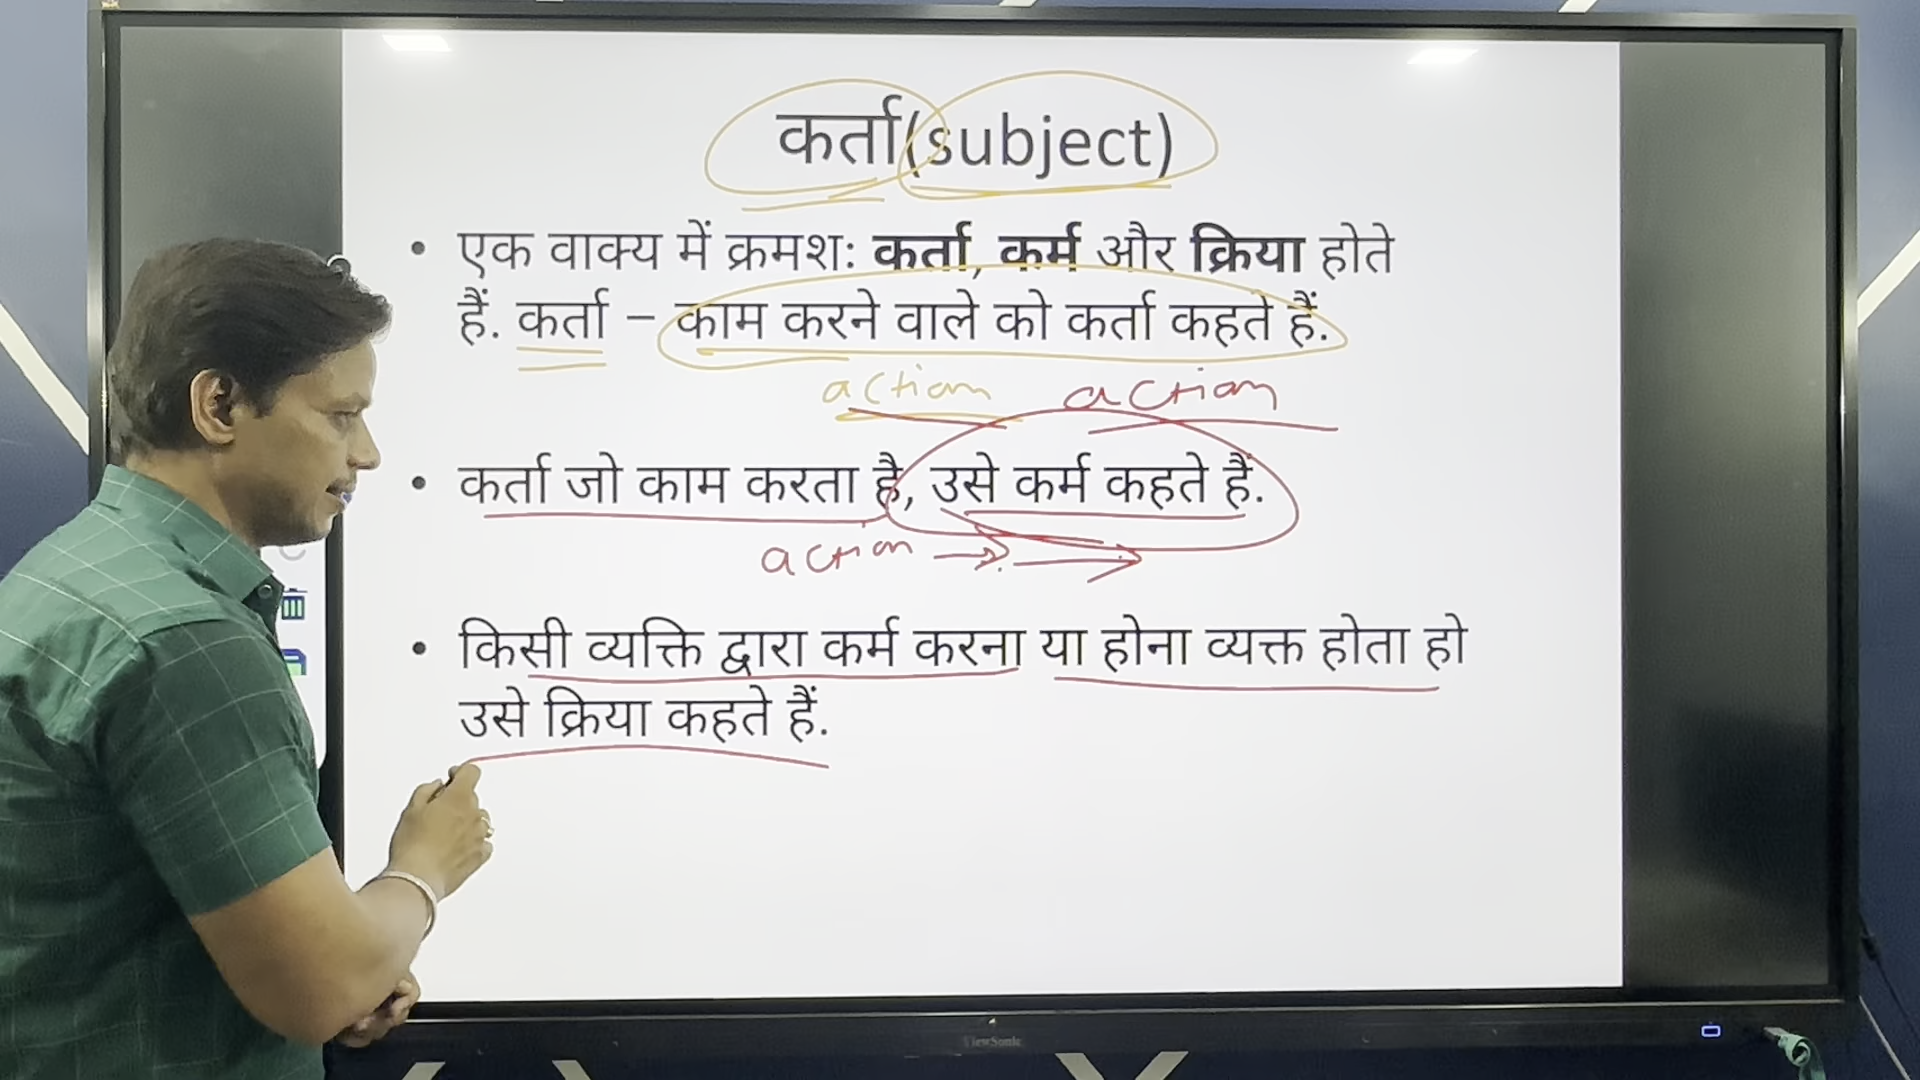 कर्ता(subject)
• एक वाक्य में क्रमश: कर्ता, कर्म और क्रिया होते
हैं. कर्ता – काम करने वाले को कर्ता कहते हैं.
action action
• कर्ता जो काम करता है, उसे कर्म कहते हैं.
action
• किसी व्यक्ति द्वारा कर्म करना या होना व्यक्त होता हो
उसे क्रिया कहते हैं.
ViewSonic